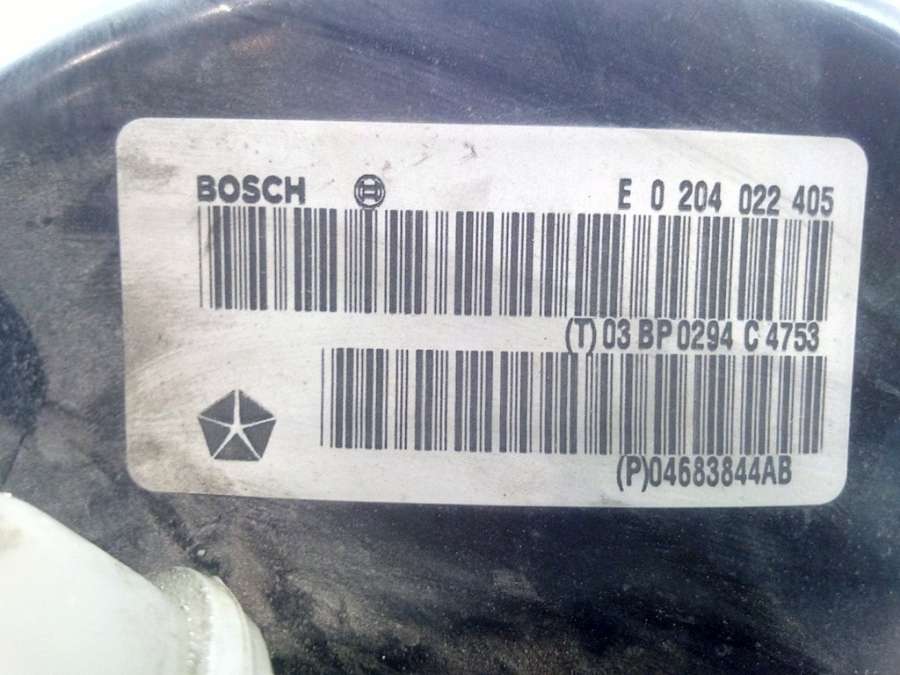 BOSCH E 0 204 022 405
(T) 03 BP 0294 C 4753
(P)04683844AB